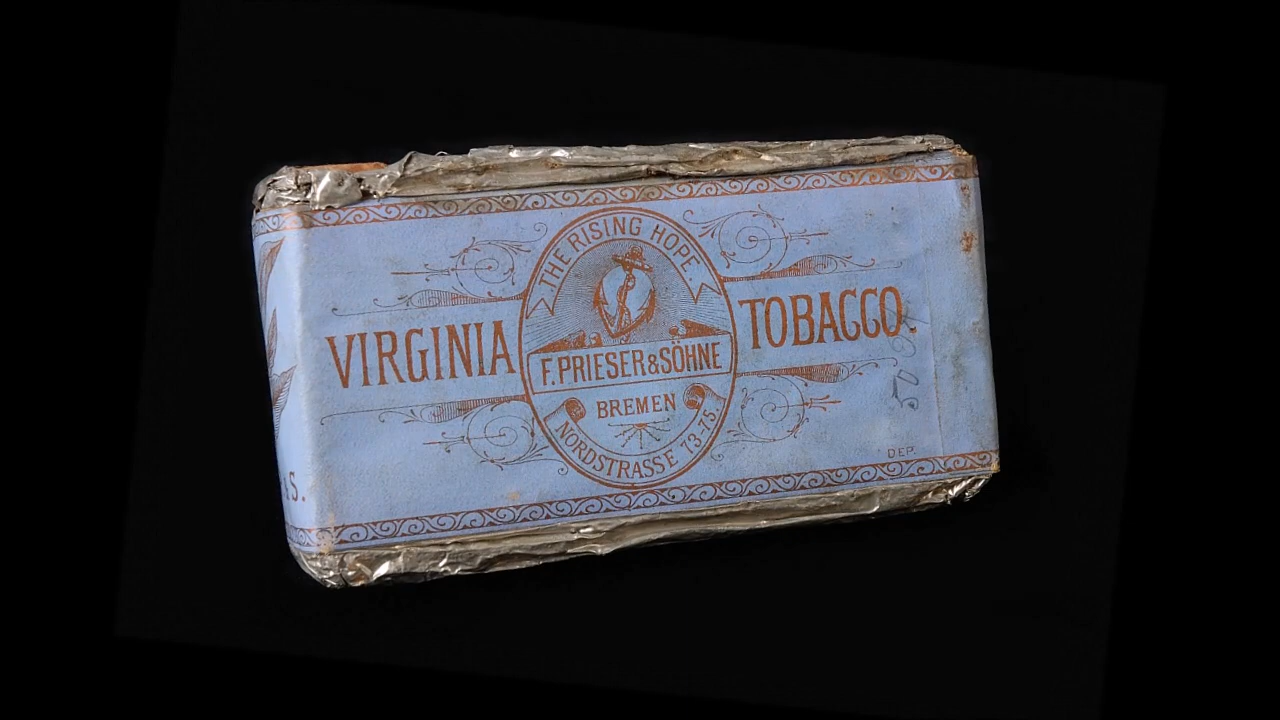 THE RISING HOPE.
VIRGINIA TOBACCO.
F. PRIESER & SÖHNE
BREMEN
NORDSTRASSE 73-75.
DEP.